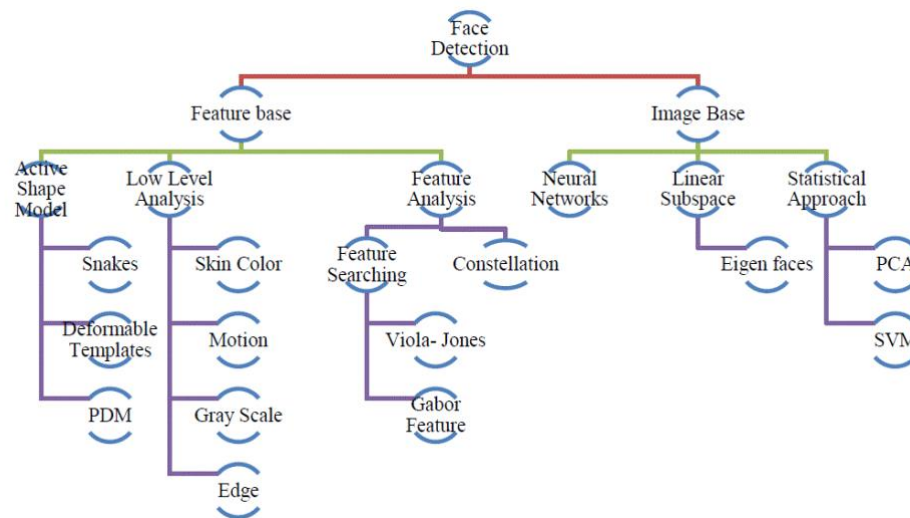 Face
Detection
Feature base
Image Base
Active
Shape
Model
Low Level
Analysis
Feature
Analysis
Neural
Networks
Linear
Subspace
Statistical
Approach
Snakes
Skin Color
Feature
Searching
Constellation
Eigen faces
PCA
Deformable
Templates
Motion
Viola- Jones
SVM
PDM
Gray Scale
Gabor
Feature
Edge